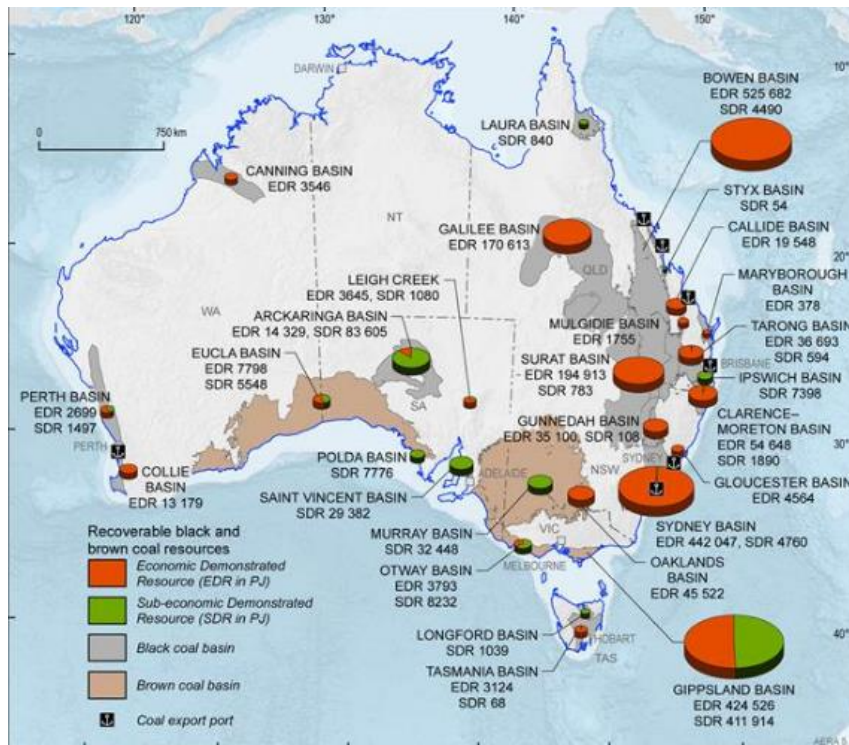 120°
130°
140°
150°
10°
20°
30°
40°
DARWIN
0
750 km
CANNING BASIN
EDR 3546
NT
WA
LAURA BASIN
SDR 840
BOWEN BASIN
EDR 525 682
SDR 4490
STYX BASIN
SDR 54
CALLIDE BASIN
EDR 19 548
GALILEE BASIN
EDR 170 613
QLD
MARYBOROUGH
BASIN
EDR 378
LEIGH CREEK
EDR 3645, SDR 1080
ARCKARINGA BASIN
EDR 14 329, SDR 83 605
MULGIDIE BASIN
EDR 1755
TARONG BASIN
EDR 36 693
SDR 594
BRISBANE
EUCLA BASIN
EDR 7798
SDR 5548
SURAT BASIN
EDR 194 913
SDR 783
IPSWICH BASIN
SDR 7398
SA
PERTH BASIN
EDR 2699
SDR 1497
PERTH
GUNNEDAH BASIN
EDR 35 100, SDR 108
CLARENCE–
MORETON BASIN
EDR 54 648
SDR 1890
POLDA BASIN
SDR 7776
ADELAIDE
NSW
SYDNEY
COLLIE
BASIN
EDR 13 179
SAINT VINCENT BASIN
SDR 29 382
GLOUCESTER BASIN
EDR 4564
MURRAY BASIN
SDR 32 448
VIC
SYDNEY BASIN
EDR 442 047, SDR 4760
OTWAY BASIN
EDR 3793
SDR 8232
MELBOURNE
OAKLANDS
BASIN
EDR 45 522
LONGFORD BASIN
SDR 1039
HOBART
TAS
TASMANIA BASIN
EDR 3124
SDR 68
GIPPSLAND BASIN
EDR 424 526
SDR 411 914
Recoverable black and
brown coal resources
Economic Demonstrated
Resource (EDR in PJ)
Sub-economic Demonstrated
Resource (SDR in PJ)
Black coal basin
Brown coal basin
Coal export port